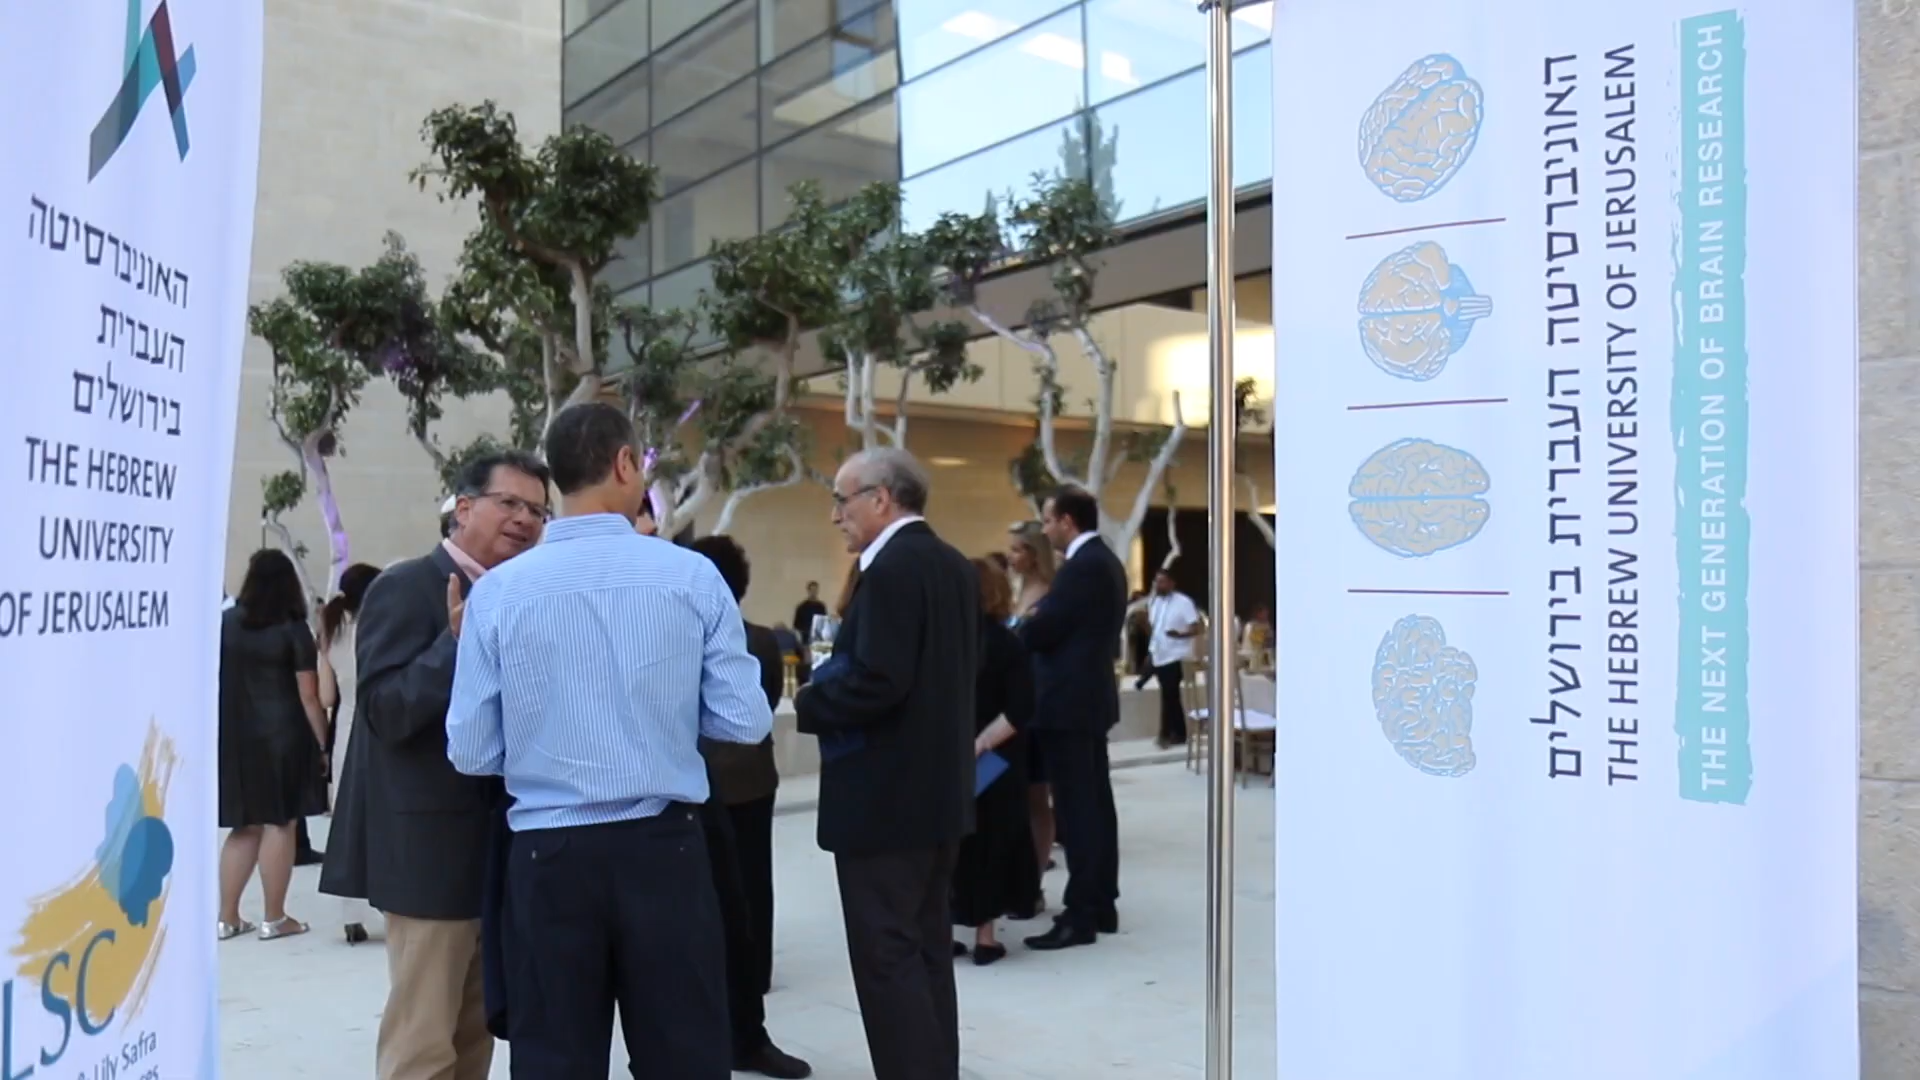 האוניברסיטה
העברית
בירושלים
THE HEBREW
UNIVERSITY
OF JERUSALEM
LSC
Lily Safra
האוניברסיטה העברית בירושלים
THE HEBREW UNIVERSITY OF JERUSALEM
THE NEXT GENERATION OF BRAIN RESEARCH